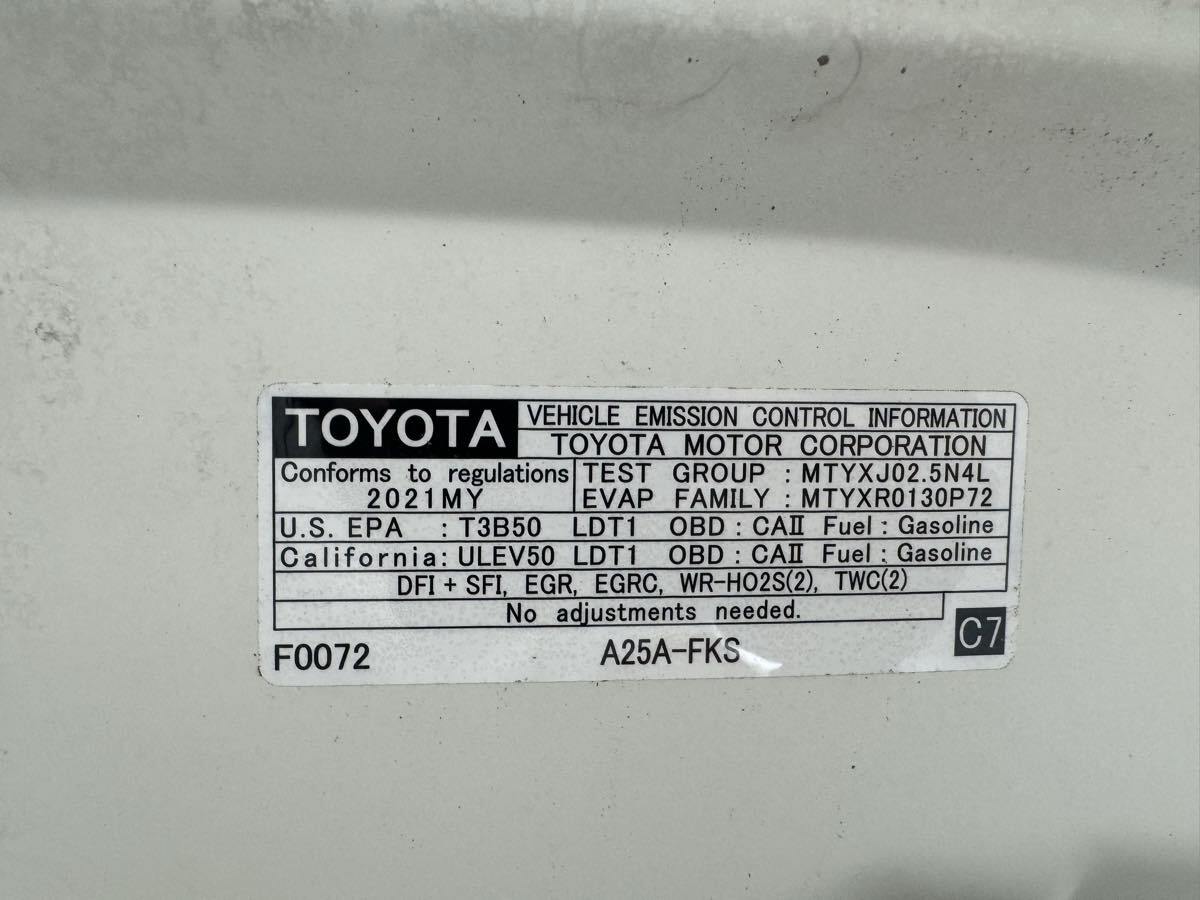 TOYOTA
VEHICLE EMISSION CONTROL INFORMATION
TOYOTA MOTOR CORPORATION
Conforms to regulations
2021MY
TEST GROUP : MTYXJ02.5N4L
EVAP FAMILY : MTYXR0130P72
U.S. EPA : T3B50 LDT1 OBD : CAⅡ Fuel : Gasoline
California : ULEV50 LDT1 OBD : CAⅡ Fuel : Gasoline
DFI + SFI, EGR, EGRC, WR-HO2S(2), TWC(2)
No adjustments needed.
F0072 A25A-FKS C7